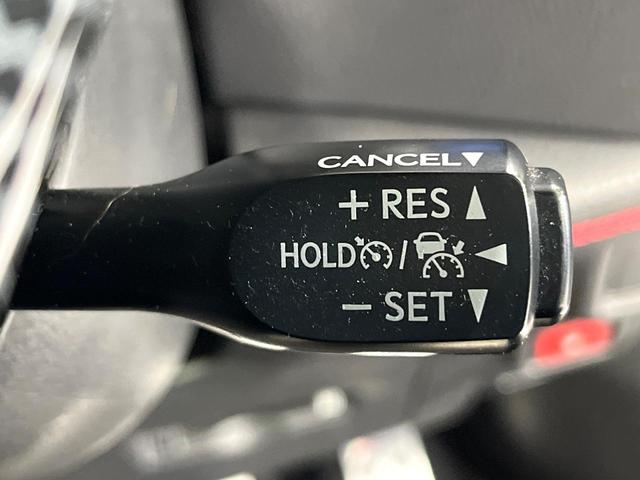 CANCEL▼
+ RES ▲
HOLD / ◀
− SET ▼